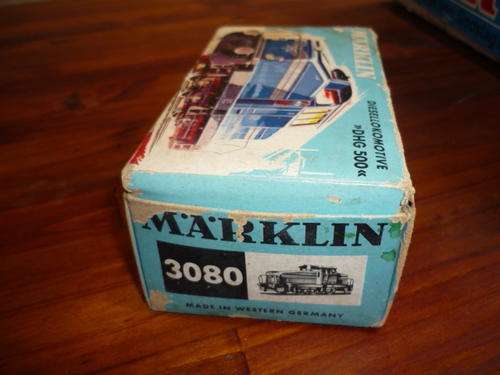 MÄRKLIN
DIESELLOKOMOTIVE
»DHG 500«
MÄRKLIN
3080
MADE IN WESTERN GERMANY